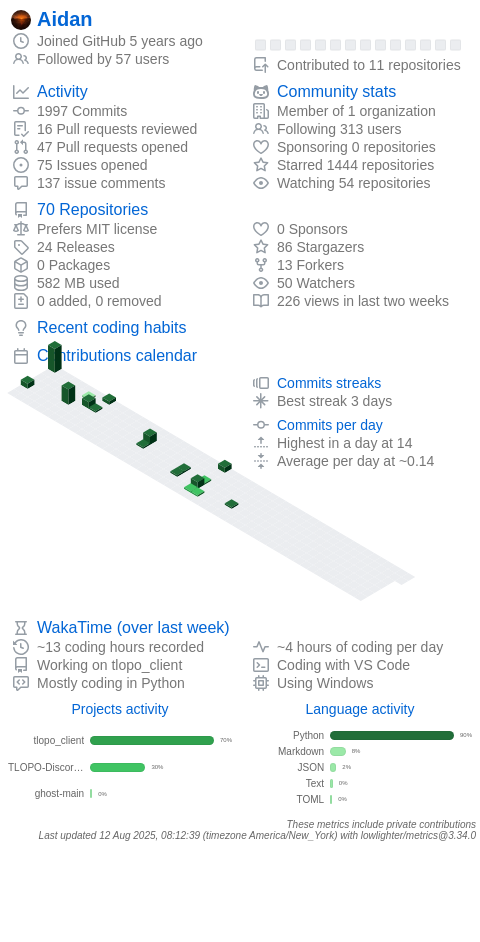 Aidan
Joined GitHub 5 years ago
Followed by 57 users
Contributed to 11 repositories
Activity
1997 Commits
16 Pull requests reviewed
47 Pull requests opened
75 Issues opened
137 issue comments
Community stats
Member of 1 organization
Following 313 users
Sponsoring 0 repositories
Starred 1444 repositories
Watching 54 repositories
70 Repositories
Prefers MIT license
24 Releases
0 Packages
582 MB used
0 added, 0 removed
0 Sponsors
86 Stargazers
13 Forkers
50 Watchers
226 views in last two weeks
Recent coding habits
Contributions calendar
Commits streaks
Best streak 3 days
Commits per day
Highest in a day at 14
Average per day at ~0.14
WakaTime (over last week)
~13 coding hours recorded
Working on tlopo_client
Mostly coding in Python
~4 hours of coding per day
Coding with VS Code
Using Windows
Projects activity
tlopo_client 70%
TLOPO-Discor… 30%
ghost-main 0%
Language activity
Python 90%
Markdown 8%
JSON 2%
Text 0%
TOML 0%
These metrics include private contributions
Last updated 12 Aug 2025, 08:12:39 (timezone America/New_York) with lowlighter/metrics@3.34.0